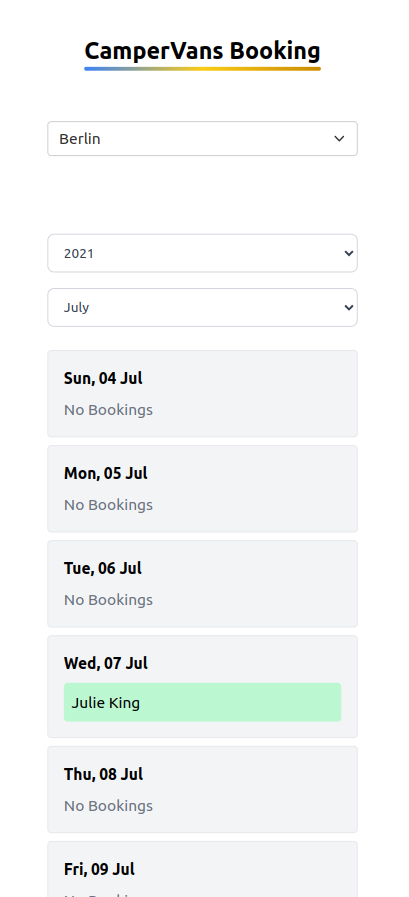 CamperVans Booking
Berlin
2021
July
Sun, 04 Jul
No Bookings
Mon, 05 Jul
No Bookings
Tue, 06 Jul
No Bookings
Wed, 07 Jul
Julie King
Thu, 08 Jul
No Bookings
Fri, 09 Jul